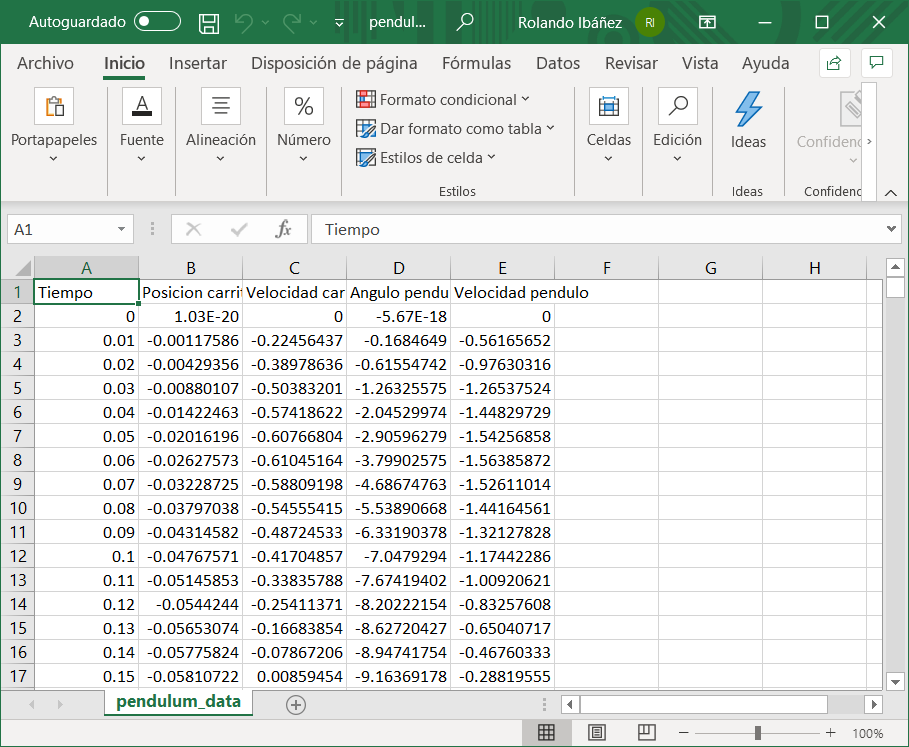 Autoguardado pendul... Rolando Ibáñez RI
Archivo Inicio Insertar Disposición de página Fórmulas Datos Revisar Vista Ayuda
Portapapeles Fuente Alineación Número
Formato condicional
Dar formato como tabla
Estilos de celda
Estilos
Celdas Edición Ideas Confidenc
Ideas Confidenc
A1 fx Tiempo
A B C D E F G H
1 Tiempo Posicion carrit Velocidad car Angulo pendu Velocidad pendulo
2 0 1.03E-20 0 -5.67E-18 0
3 0.01 -0.00117586 -0.22456437 -0.1684649 -0.56165652
4 0.02 -0.00429356 -0.38978636 -0.61554742 -0.97630316
5 0.03 -0.00880107 -0.50383201 -1.26325575 -1.26537524
6 0.04 -0.01422463 -0.57418622 -2.04529974 -1.44829729
7 0.05 -0.02016196 -0.60766804 -2.90596279 -1.54256858
8 0.06 -0.02627573 -0.61045164 -3.79902575 -1.56385872
9 0.07 -0.03228725 -0.58809198 -4.68674763 -1.52611014
10 0.08 -0.03797038 -0.54555415 -5.53890668 -1.44164561
11 0.09 -0.04314582 -0.48724533 -6.33190378 -1.32127828
12 0.1 -0.04767571 -0.41704857 -7.0479294 -1.17442286
13 0.11 -0.05145853 -0.33835788 -7.67419402 -1.00920621
14 0.12 -0.0544244 -0.25411371 -8.20222154 -0.83257608
15 0.13 -0.05653074 -0.16683854 -8.62720427 -0.65040717
16 0.14 -0.05775824 -0.07867206 -8.94741754 -0.46760333
17 0.15 -0.05810722 0.00859454 -9.16369178 -0.28819555
pendulum_data
100%